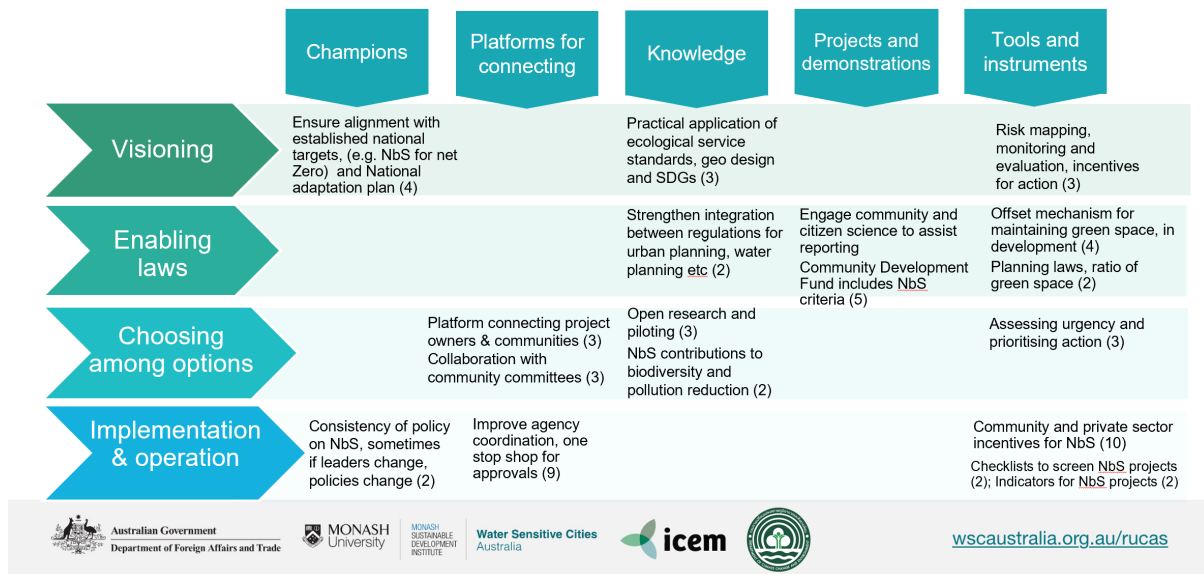 Champions
Platforms for
connecting
Knowledge
Projects and
demonstrations
Tools and
instruments
Visioning
Ensure alignment with
established national
targets, (e.g. NbS for net
Zero)  and National
adaptation plan (4)
Practical application of
ecological service
standards, geo design
and SDGs (3)
Risk mapping,
monitoring and
evaluation, incentives
for action (3)
Enabling
laws
Strengthen integration
between regulations for
urban planning, water
planning etc (2)
Engage community and
citizen science to assist
reporting
Community Development
Fund includes NbS
criteria (5)
Offset mechanism for
maintaining green space, in
development (4)
Planning laws, ratio of
green space (2)
Choosing
among options
Platform connecting project
owners & communities (3)
Collaboration with
community committees (3)
Open research and
piloting (3)
NbS contributions to
biodiversity and
pollution reduction (2)
Assessing urgency and
prioritising action (3)
Implementation
& operation
Consistency of policy
on NbS, sometimes
if leaders change,
policies change (2)
Improve agency
coordination, one
stop shop for
approvals (9)
Community and private sector
incentives for NbS (10)
Checklists to screen NbS projects
(2); Indicators for NbS projects (2)
Australian Government
Department of Foreign Affairs and Trade
MONASH
University
MONASH
SUSTAINABLE
DEVELOPMENT
INSTITUTE
Water Sensitive Cities
Australia
icem
wscaustralia.org.au/rucas